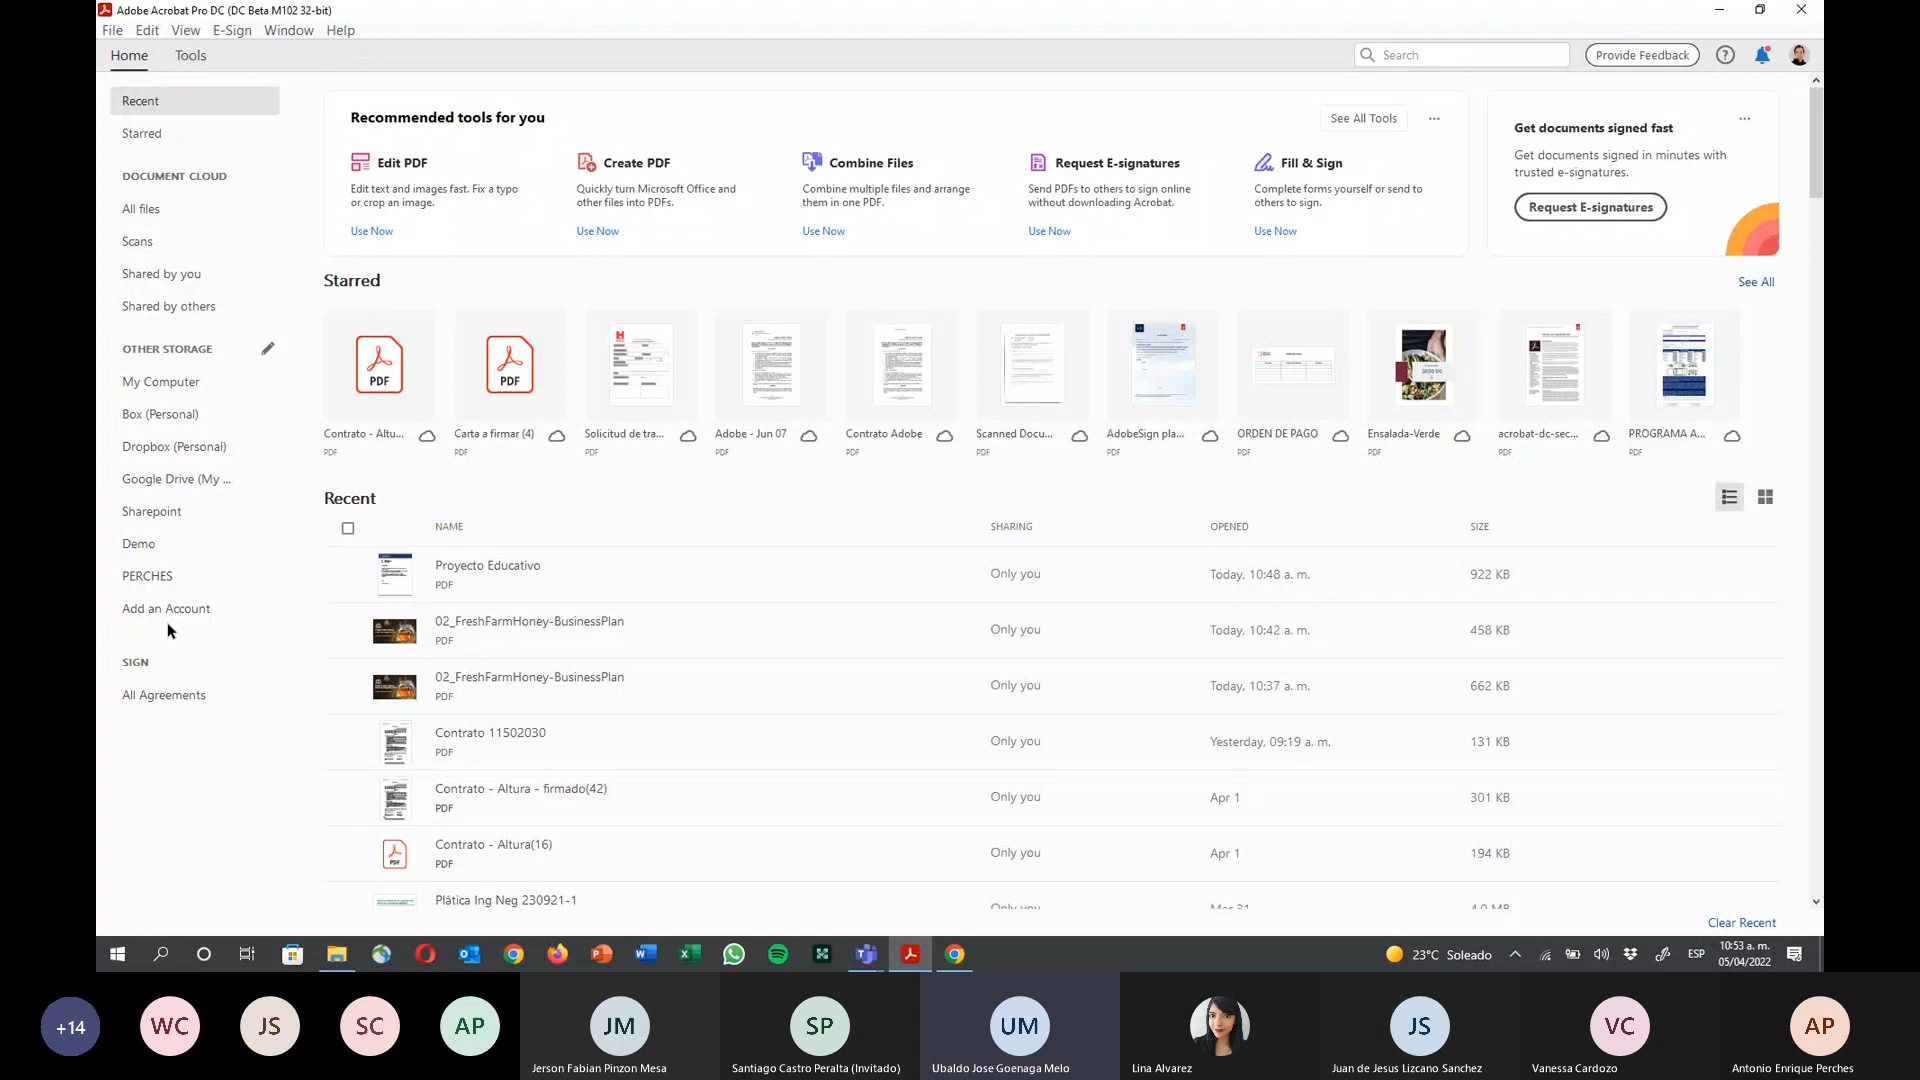 Adobe Acrobat Pro DC (DC Beta M102 32-bit)
File Edit View E-Sign Window Help
Home Tools
Search
Provide Feedback
Recent
Starred
DOCUMENT CLOUD
All files
Scans
Shared by you
Shared by others
OTHER STORAGE
My Computer
Box (Personal)
Dropbox (Personal)
Google Drive (My ...
Sharepoint
Demo
PERCHES
Add an Account
SIGN
All Agreements
Recommended tools for you
See All Tools
Edit PDF
Edit text and images fast. Fix a typo
or crop an image.
Use Now
Create PDF
Quickly turn Microsoft Office and
other files into PDFs.
Use Now
Combine Files
Combine multiple files and arrange
them in one PDF.
Use Now
Request E-signatures
Send PDFs to others to sign online
without downloading Acrobat.
Use Now
Fill & Sign
Complete forms yourself or send to
others to sign.
Use Now
Get documents signed fast
Get documents signed in minutes with
trusted e-signatures.
Request E-signatures
Starred
See All
PDF
Contrato - Altu...
PDF
PDF
Carta a firmar (4)
PDF
Solicitud de tra...
PDF
Adobe - Jun 07
PDF
Contrato Adobe
PDF
Scanned Docu...
PDF
AdobeSign pla...
PDF
ORDEN DE PAGO
PDF
Ensalada-Verde
PDF
acrobat-dc-sec...
PDF
PROGRAMA A...
PDF
Recent
NAME SHARING OPENED SIZE
Proyecto Educativo
PDF
Only you Today, 10:48 a. m. 922 KB
02_FreshFarmHoney-BusinessPlan
PDF
Only you Today, 10:42 a. m. 458 KB
02_FreshFarmHoney-BusinessPlan
PDF
Only you Today, 10:37 a. m. 662 KB
Contrato 11502030
PDF
Only you Yesterday, 09:19 a. m. 131 KB
Contrato - Altura - firmado(42)
PDF
Only you Apr 1 301 KB
PDF
Contrato - Altura(16)
PDF
Only you Apr 1 194 KB
Plática Ing Neg 230921-1
Only you Mar 31 4.0 MB
Clear Recent
23°C Soleado
ESP
10:53 a. m.
05/04/2022
+14
WC
JS
SC
AP
JM
Jerson Fabian Pinzon Mesa
SP
Santiago Castro Peralta (Invitado)
UM
Ubaldo Jose Goenaga Melo
Lina Alvarez
JS
Juan de Jesus Lizcano Sanchez
VC
Vanessa Cardozo
AP
Antonio Enrique Perches